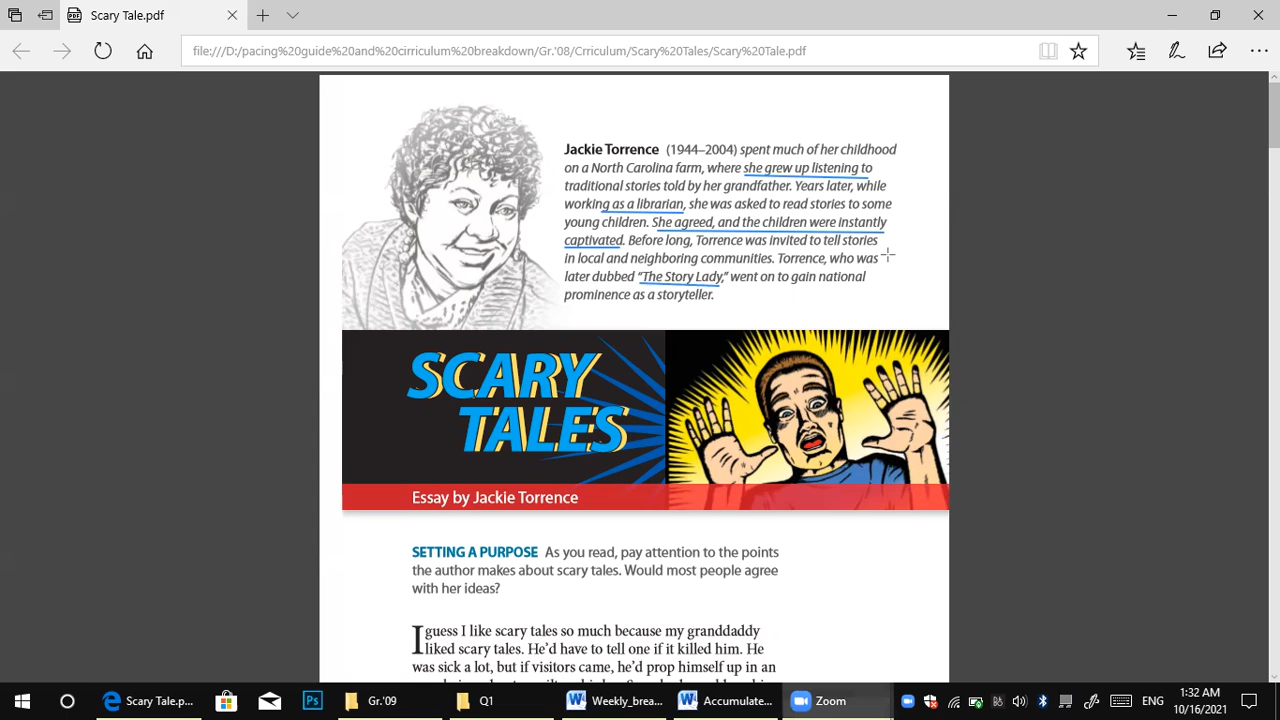 Scary Tale.pdf
file:///D:/pacing%20guide%20and%20cirriculum%20breakdown/Gr.'08/Crriculum/Scary%20Tales/Scary%20Tale.pdf
Jackie Torrence (1944–2004) spent much of her childhood
on a North Carolina farm, where she grew up listening to
traditional stories told by her grandfather. Years later, while
working as a librarian, she was asked to read stories to some
young children. She agreed, and the children were instantly
captivated. Before long, Torrence was invited to tell stories
in local and neighboring communities. Torrence, who was
later dubbed “The Story Lady,” went on to gain national
prominence as a storyteller.
SCARY
TALES
Essay by Jackie Torrence
SETTING A PURPOSE As you read, pay attention to the points
the author makes about scary tales. Would most people agree
with her ideas?
I guess I like scary tales so much because my granddaddy
liked scary tales. He’d have to tell one if it killed him. He
was sick a lot, but if visitors came, he’d prop himself up in an
Scary Tale.p...
Ps
Gr.'09
Q1
Weekly_brea...
Accumulate...
Zoom
ENG
1:32 AM
10/16/2021